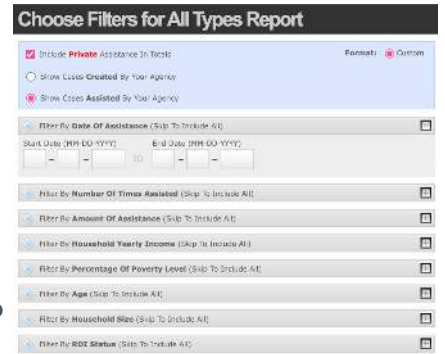 Choose Filters for All Types Report
Include Private Assistance In Totals
Format: Custom
Show Cases Created By Your Agency
Show Cases Assisted By Your Agency
Filter By Date Of Assistance (Skip To Include All)
Start Date (MM-DD-YYYY) End Date (MM-DD-YYYY)
- - TO - -
Filter By Number Of Times Assisted (Skip To Include All)
Filter By Amount Of Assistance (Skip To Include All)
Filter By Household Yearly Income (Skip To Include All)
Filter By Percentage Of Poverty Level (Skip To Include All)
Filter By Age (Skip To Include All)
Filter By Household Size (Skip To Include All)
Filter By RDI Status (Skip To Include All)